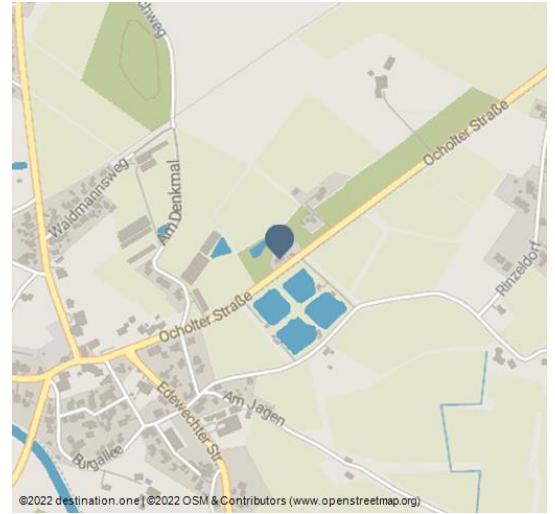 chweg
Ocholter Straße
Waldmannsweg
Am Denkmal
Pinzeldorf
Ocholter Straße
Edewechter Str
Am Jagen
Burgallee
©2022 destination.one | ©2022 OSM & Contributors (www.openstreetmap.org)